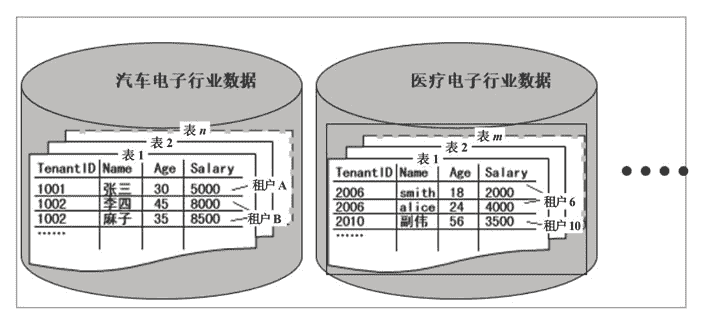 汽车电子行业数据
表 n
表 2
表 1
TenantID Name Age Salary
1001 张三 30 5000
租户 A
1002 李四 45 8000
1002 麻子 35 8500
租户 B
......
医疗电子行业数据
表 m
表 2
表 1
TenantID Name Age Salary
2006 smith 18 2000
2006 alice 24 4000
租户 6
2010 副伟 56 3500
租户 10
......